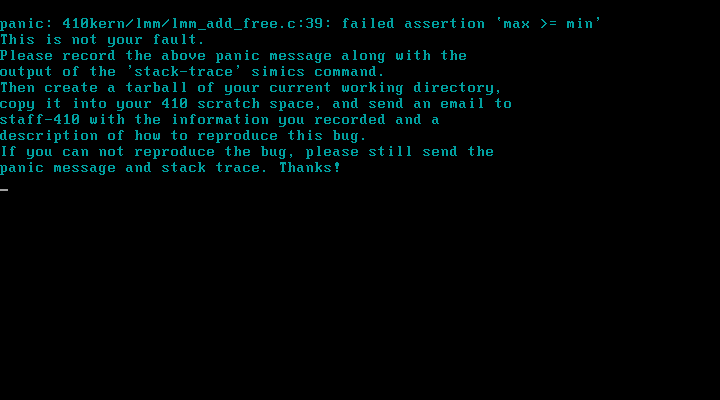 panic: 410kern/lmm/lmm_add_free.c:39: failed assertion `max >= min'
This is not your fault.
Please record the above panic message along with the
output of the 'stack-trace' simics command.
Then create a tarball of your current working directory,
copy it into your 410 scratch space, and send an email to
staff-410 with the information you recorded and a
description of how to reproduce this bug.
If you can not reproduce the bug, please still send the
panic message and stack trace. Thanks!